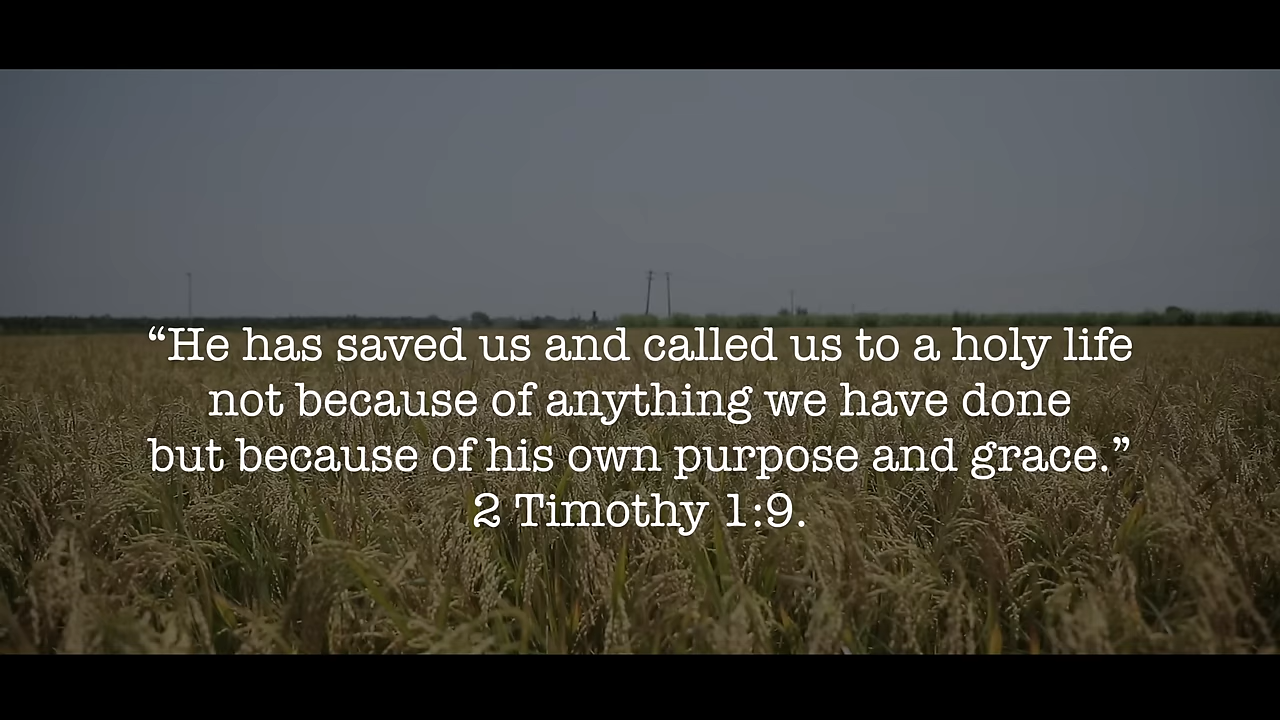 “He has saved us and called us to a holy life
not because of anything we have done
but because of his own purpose and grace.”
2 Timothy 1:9.